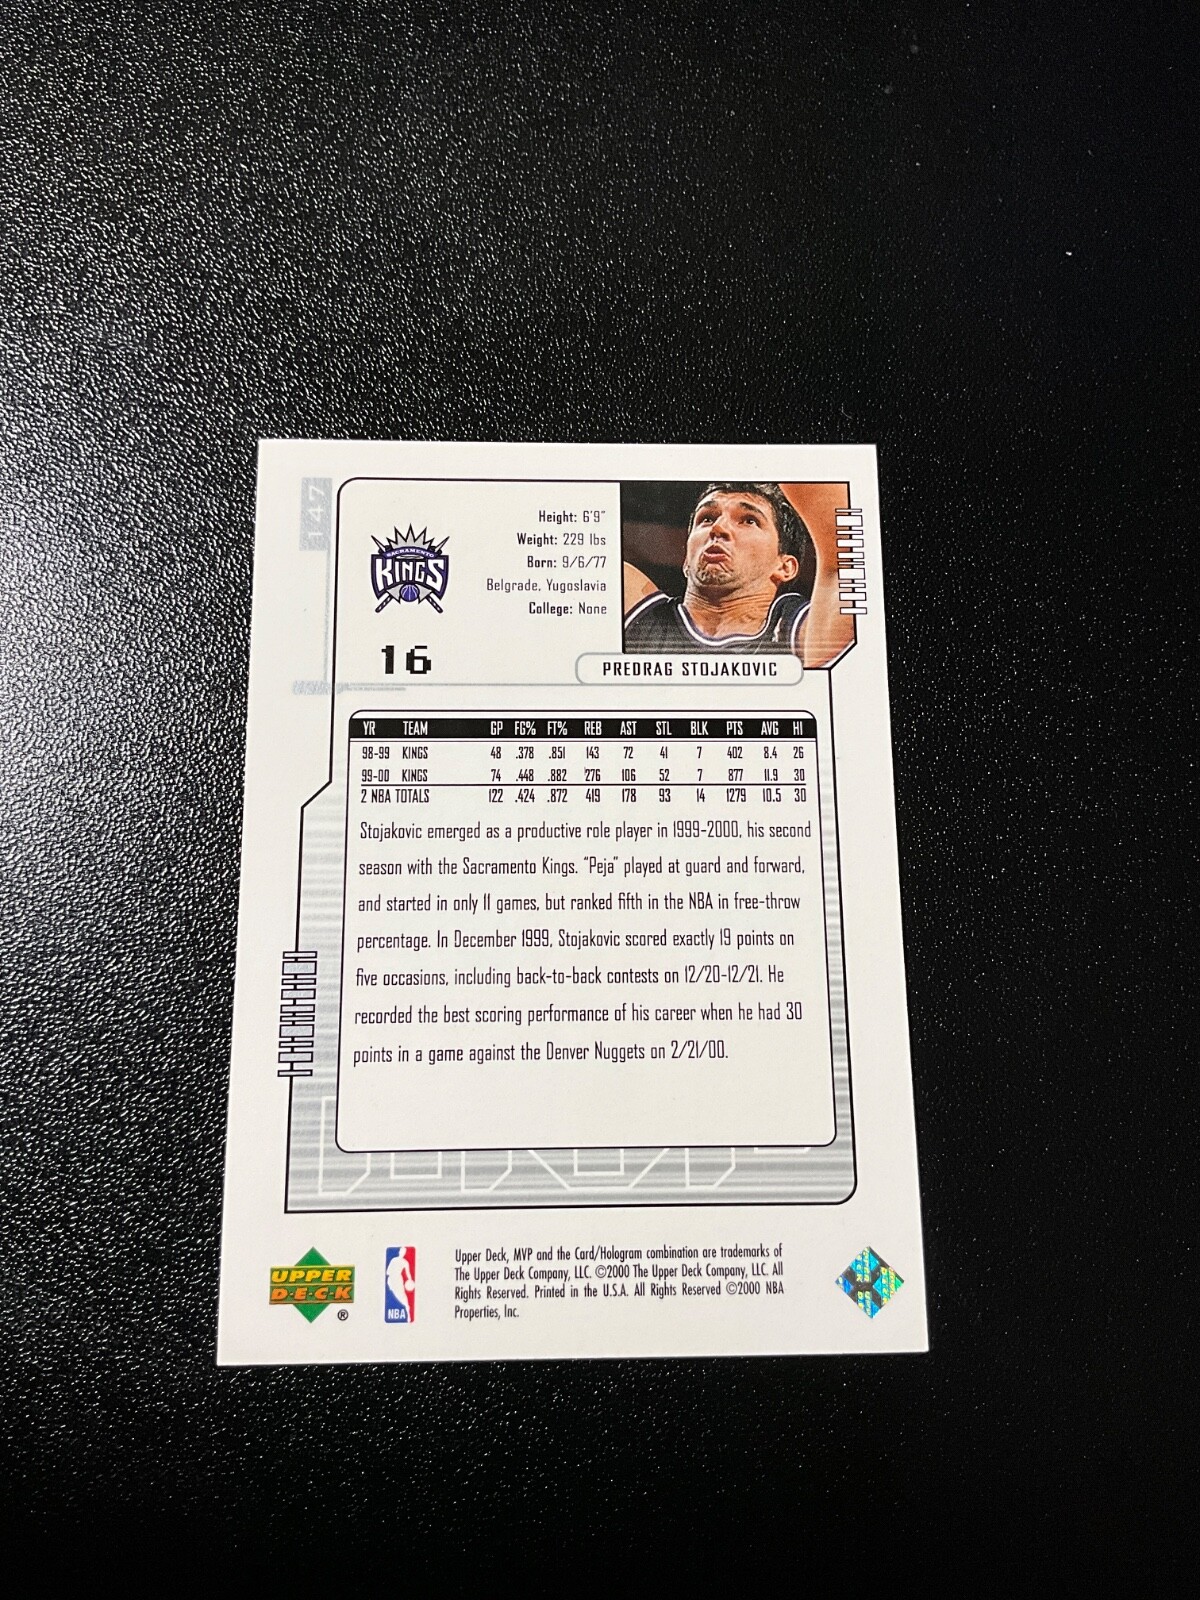 147
SACRAMENTO
KINGS
16
Height: 6'9"
Weight: 229 lbs
Born: 9/6/77
Belgrade, Yugoslavia
College: None
PREDRAG STOJAKOVIC
YR TEAM GP FG% FT% REB AST STL BLK PTS AVG HI
98-99 KINGS 48 .378 .851 143 72 41 7 402 8.4 26
99-00 KINGS 74 .448 .882 276 106 52 7 877 11.9 30
2 NBA TOTALS 122 .424 .872 419 178 93 14 1279 10.5 30
Stojakovic emerged as a productive role player in 1999-2000, his second
season with the Sacramento Kings. "Peja" played at guard and forward,
and started in only 11 games, but ranked fifth in the NBA in free-throw
percentage. In December 1999, Stojakovic scored exactly 19 points on
five occasions, including back-to-back contests on 12/20-12/21. He
recorded the best scoring performance of his career when he had 30
points in a game against the Denver Nuggets on 2/21/00.
UPPER
D·E·C·K
®
NBA
Upper Deck, MVP and the Card/Hologram combination are trademarks of
The Upper Deck Company, LLC. ©2000 The Upper Deck Company, LLC. All
Rights Reserved. Printed in the U.S.A. All Rights Reserved ©2000 NBA
Properties, Inc.